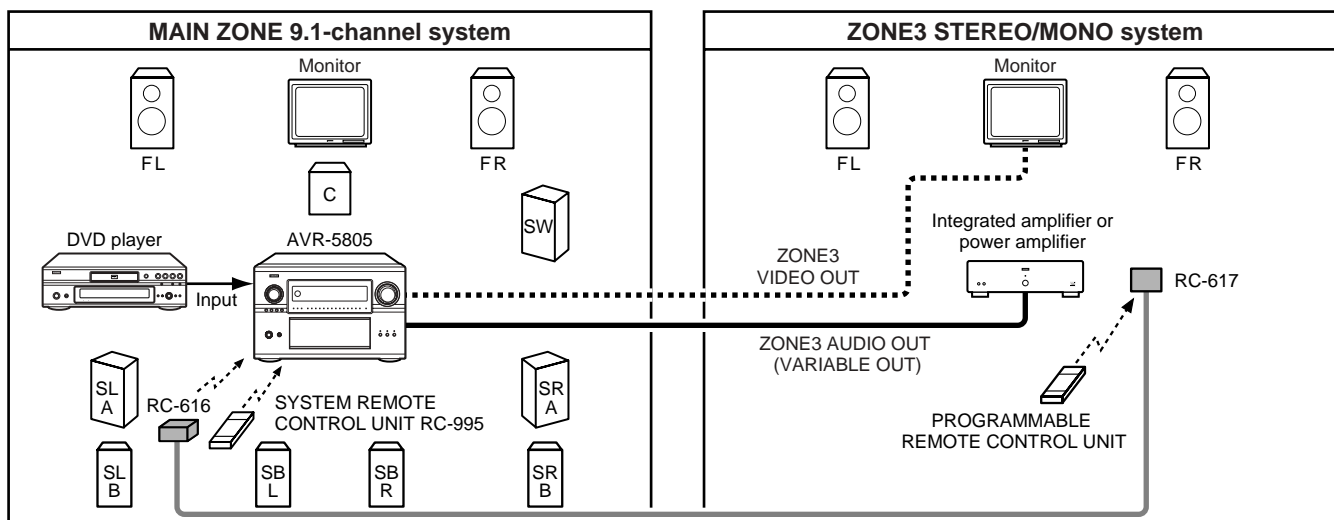 MAIN ZONE 9.1-channel system
Monitor
FL
FR
C
SW
DVD player
AVR-5805
Input
SL
A
RC-616
SYSTEM REMOTE
CONTROL UNIT RC-995
SR
A
SL
B
SB
L
SB
R
SR
B
ZONE3
VIDEO OUT
ZONE3 AUDIO OUT
(VARIABLE OUT)
ZONE3 STEREO/MONO system
Monitor
FL
FR
Integrated amplifier or
power amplifier
RC-617
PROGRAMMABLE
REMOTE CONTROL UNIT